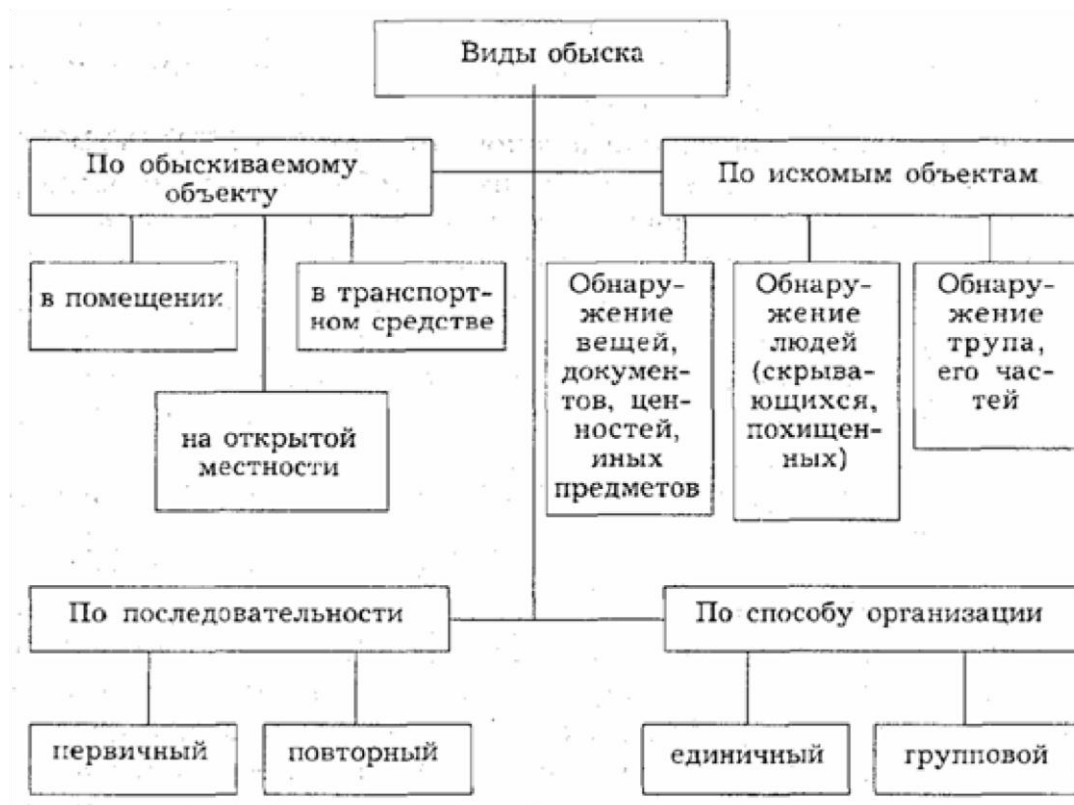 Виды обыска
По обыскиваемому
объекту
По искомым объектам
в помещении
в транспорт-
ном средстве
на открытой
местности
Обнару-
жение
вещей,
докумен-
тов, цен-
ностей,
иных
предметов
Обнару-
жение
людей
(скрыва-
ющихся,
похищен-
ных)
Обнару-
жение
трупа,
его час-
тей
По последовательности
По способу организации
первичный
повторный
единичный
групповой